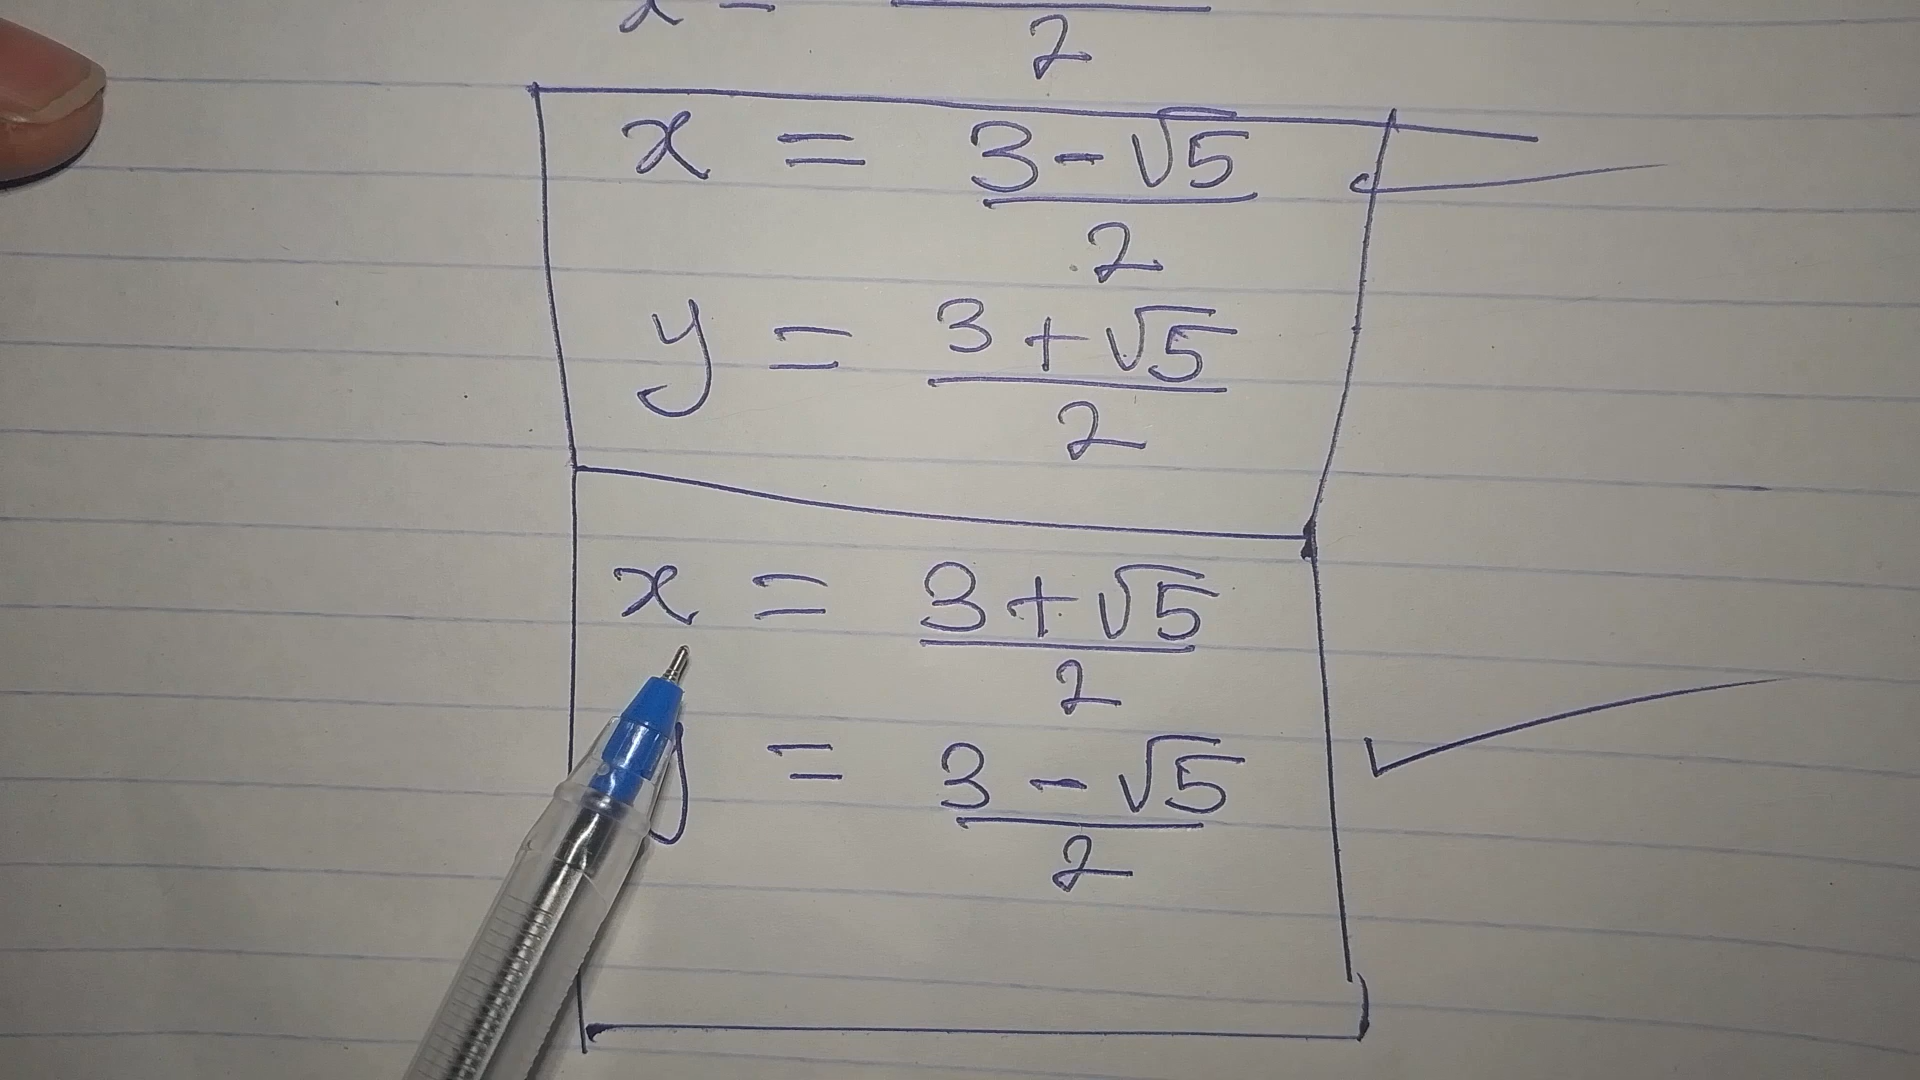 2
x = 3 - √5
2
y = 3 + √5
2
x = 3 + √5
2
y = 3 - √5
2